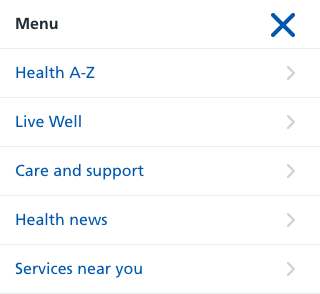 Menu
Health A-Z
Live Well
Care and support
Health news
Services near you